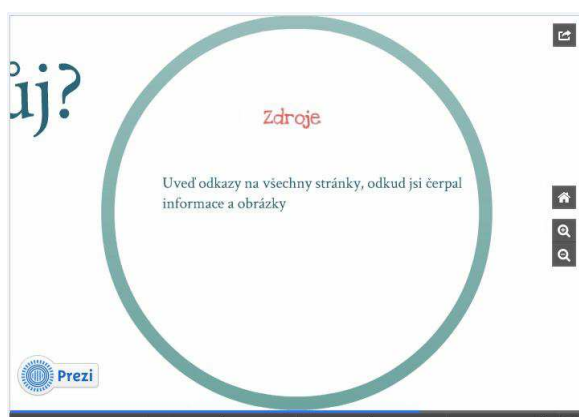 ůj?
Zdroje
Uveď odkazy na všechny stránky, odkud jsi čerpal
informace a obrázky
Prezi